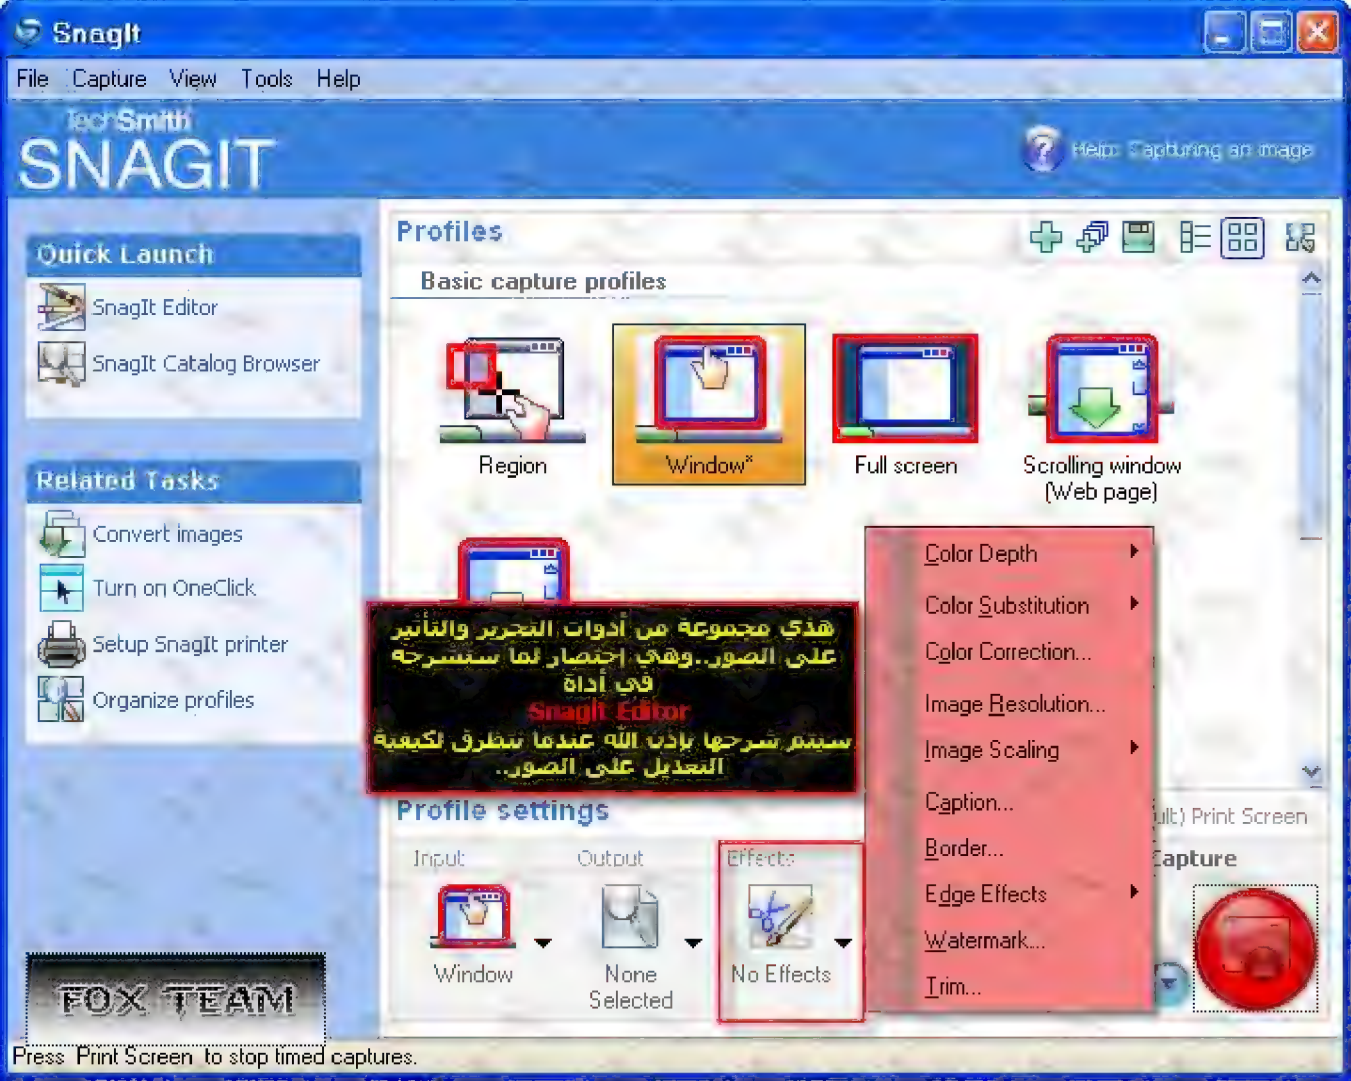 SnagIt
File Capture View Tools Help
TechSmith
SNAGIT
Help: Capturing an image
Quick Launch
SnagIt Editor
SnagIt Catalog Browser
Related Tasks
Convert images
Turn on OneClick
Setup SnagIt printer
Organize profiles
Profiles
Basic capture profiles
Region
Window*
Full screen
Scrolling window
(Web page)
هذي مجموعة من أدوات التحرير والتأثير
على الصور..وهي إختصار لما سنشرحه
في أداة
SnagIt Editor
سيتم شرحها بإذن الله عندما نتطرق لكيفية
التعديل على الصور..
Color Depth
Color Substitution
Color Correction...
Image Resolution...
Image Scaling
Caption...
Border...
Edge Effects
Watermark...
Trim...
Profile settings
ult) Print Screen
Input
Output
Effects
Capture
Window
None
Selected
No Effects
FOX TEAM
Press Print Screen to stop timed captures.